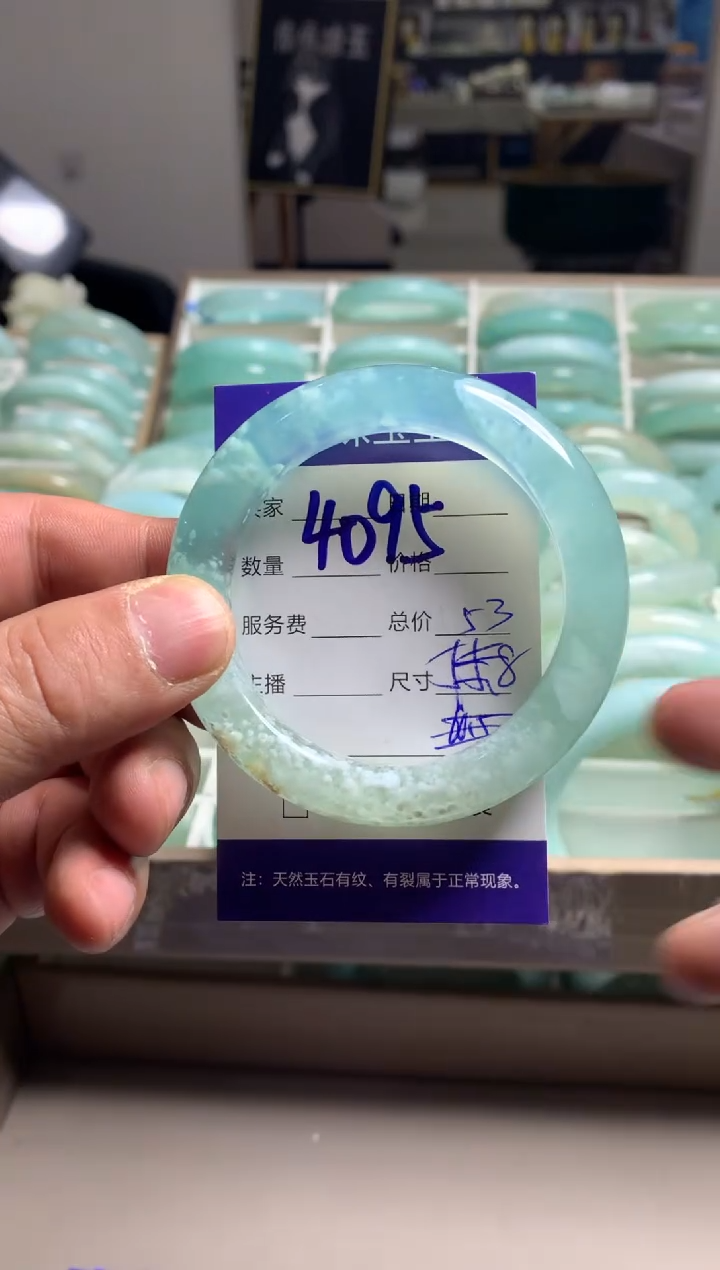 4095
家
数量 价格
服务费 总价 53
主播 尺寸 58
注：天然玉石有纹、有裂属于正常现象。